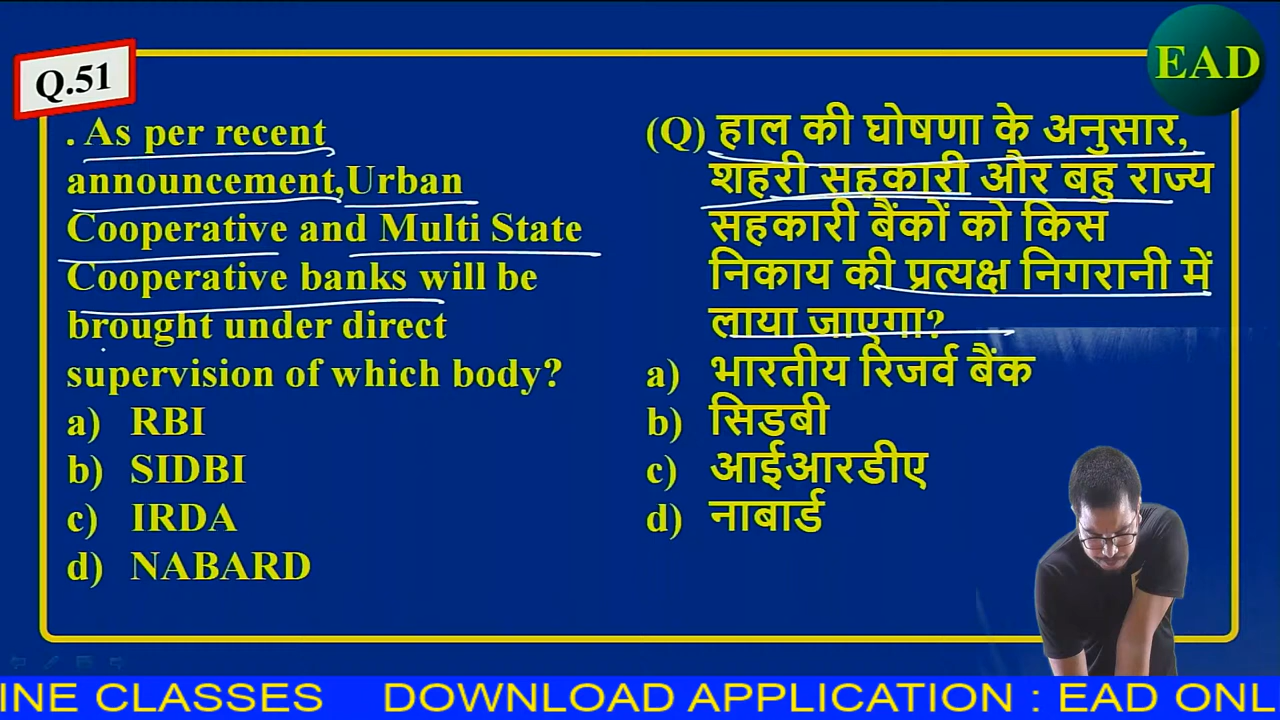 Q.51
EAD
. As per recent
announcement,Urban
Cooperative and Multi State
Cooperative banks will be
brought under direct
supervision of which body?
a) RBI
b) SIDBI
c) IRDA
d) NABARD
(Q) हाल की घोषणा के अनुसार,
शहरी सहकारी और बहु राज्य
सहकारी बैंकों को किस
निकाय की प्रत्यक्ष निगरानी में
लाया जाएगा?
a) भारतीय रिजर्व बैंक
b) सिडबी
c) आईआरडीए
d) नाबार्ड
INE CLASSES DOWNLOAD APPLICATION : EAD ONL